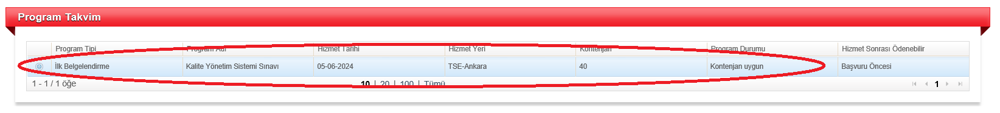 Program Takvim
Program Tipi Program Adı Hizmet Tarihi Hizmet Yeri Kontenjan Program Durumu Hizmet Sonrası Ödenebilir
İlk Belgelendirme Kalite Yönetim Sistemi Sınavı 05-06-2024 TSE-Ankara 40 Kontenjan uygun Başvuru Öncesi
1 - 1 / 1 öğe 10 | 20 | 100 | Tümü 1